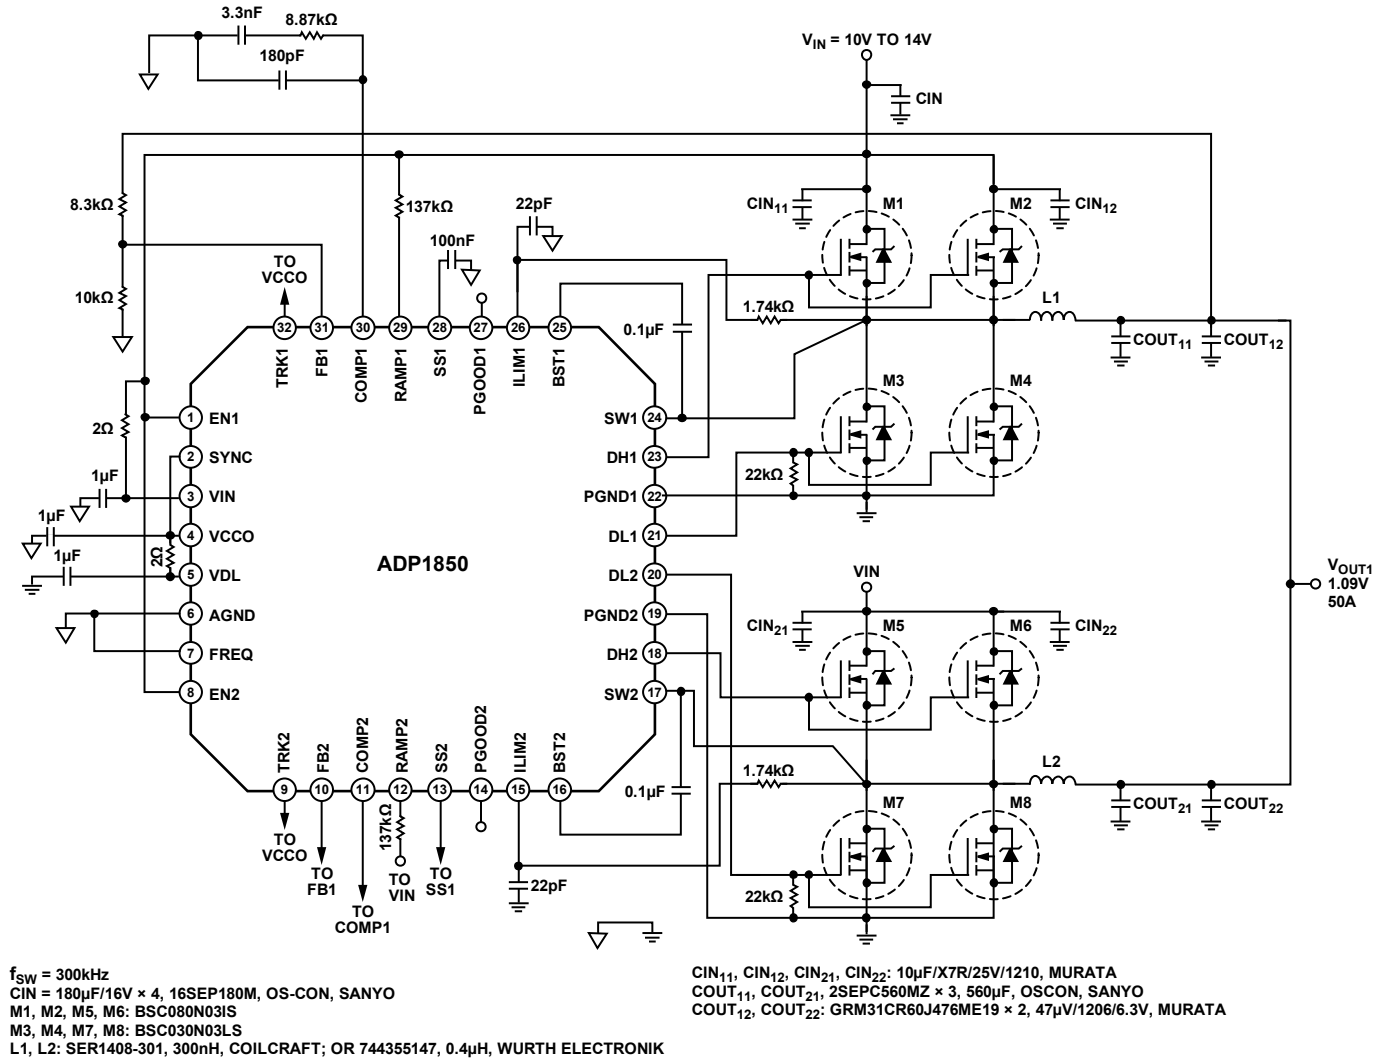 3.3nF
8.87kΩ
180pF
V_IN = 10V TO 14V
CIN
8.3kΩ
10kΩ
137kΩ
22pF
100nF
TO
VCCO
CIN₁₁
M1
M2
CIN₁₂
1.74kΩ
L1
0.1µF
COUT₁₁
COUT₁₂
32
31
30
29
28
27
26
25
TRK1
FB1
COMP1
RAMP1
SS1
PGOOD1
ILIM1
BST1
M3
M4
2Ω
1 EN1
SW1 24
2 SYNC
DH1 23
22kΩ
1µF
3 VIN
PGND1 22
1µF
4 VCCO
DL1 21
2Ω
1µF
5 VDL
DL2 20
ADP1850
6 AGND
PGND2 19
7 FREQ
DH2 18
8 EN2
SW2 17
VIN
V_OUT1
1.09V
50A
CIN₂₁
M5
M6
CIN₂₂
TRK2
FB2
COMP2
RAMP2
SS2
PGOOD2
ILIM2
BST2
9
10
11
12
13
14
15
16
0.1µF
1.74kΩ
L2
COUT₂₁
COUT₂₂
M7
M8
TO
VCCO
TO
FB1
TO
COMP1
137kΩ
TO
VIN
TO
SS1
22pF
22kΩ
f_SW = 300kHz
CIN = 180µF/16V × 4, 16SEP180M, OS-CON, SANYO
M1, M2, M5, M6: BSC080N03IS
M3, M4, M7, M8: BSC030N03LS
L1, L2: SER1408-301, 300nH, COILCRAFT; OR 744355147, 0.4µH, WURTH ELECTRONIK
CIN₁₁, CIN₁₂, CIN₂₁, CIN₂₂: 10µF/X7R/25V/1210, MURATA
COUT₁₁, COUT₂₁, 2SEPC560MZ × 3, 560µF, OSCON, SANYO
COUT₁₂, COUT₂₂: GRM31CR60J476ME19 × 2, 47µV/1206/6.3V, MURATA